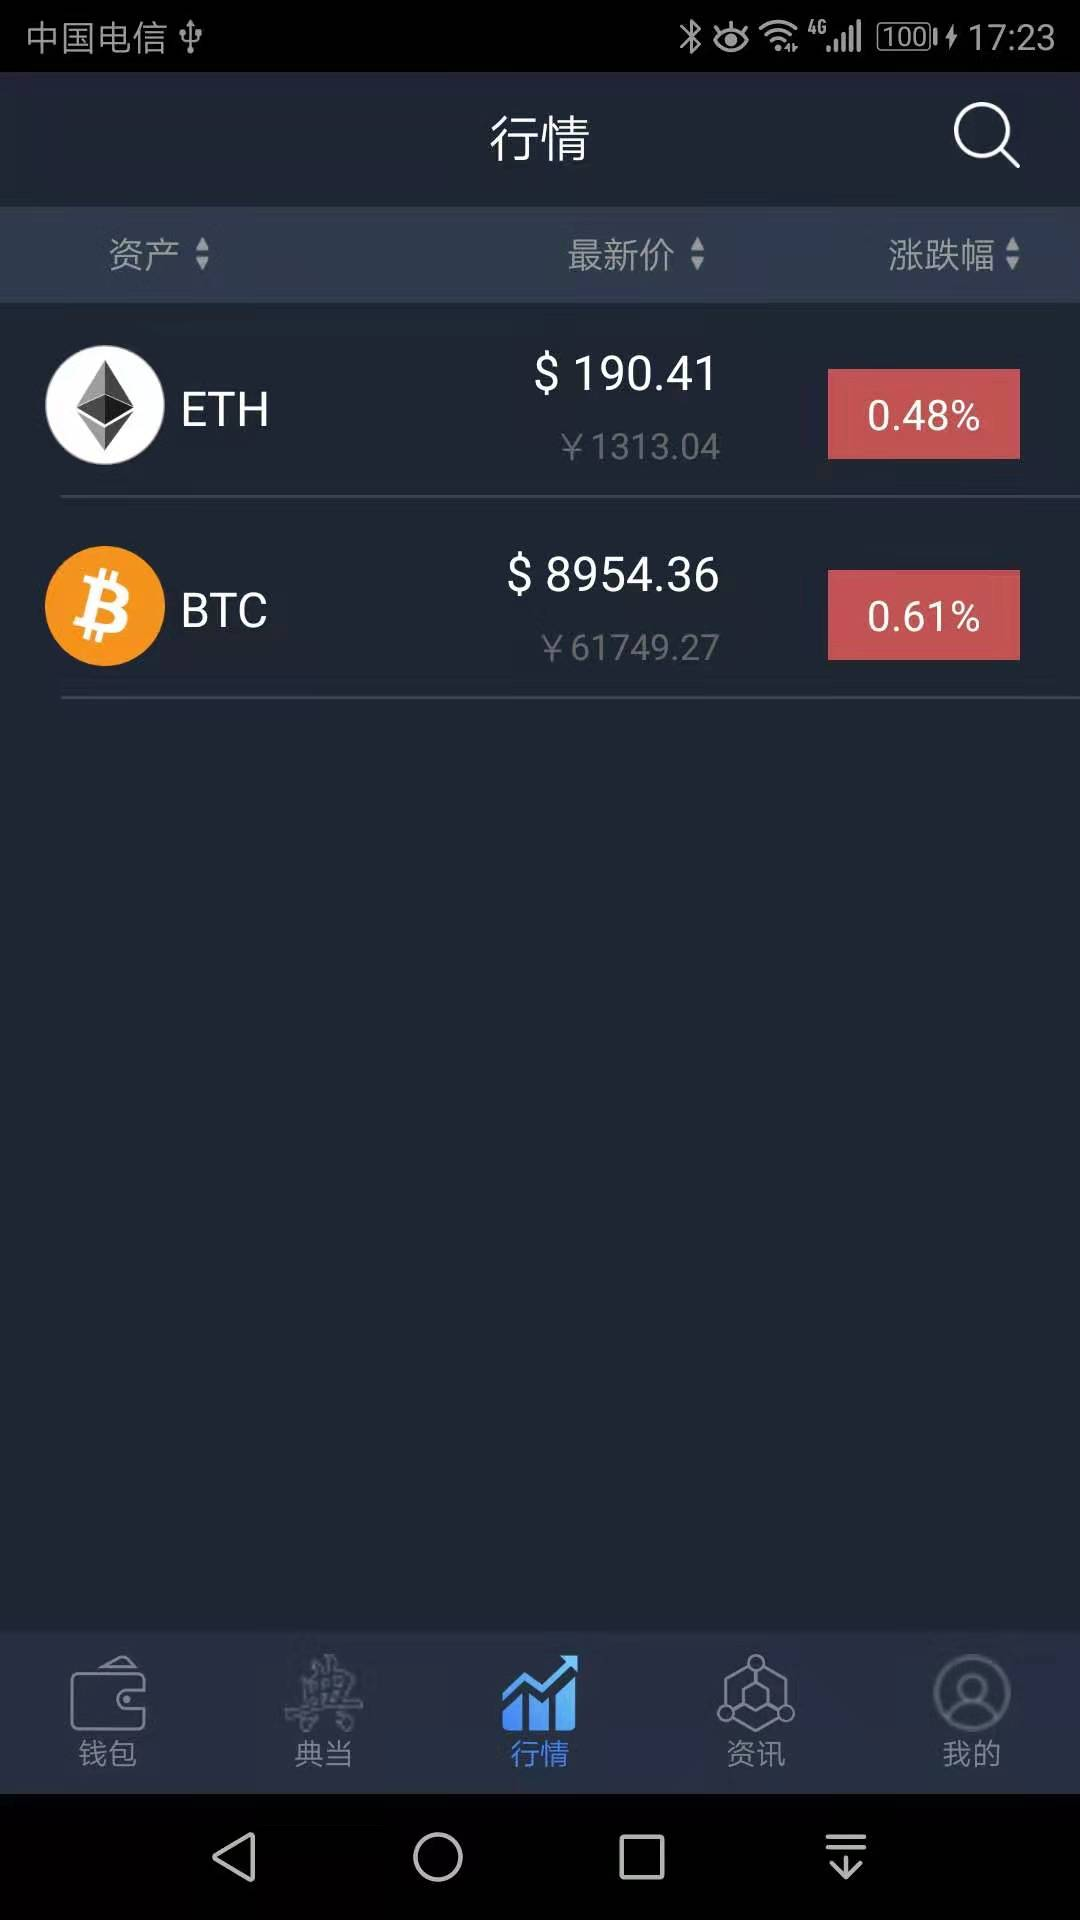 中国电信 4G 100 17:23
行情
资产 最新价 涨跌幅
ETH $ 190.41 0.48%
￥1313.04
BTC $ 8954.36 0.61%
￥61749.27
典
钱包 典当 行情 资讯 我的